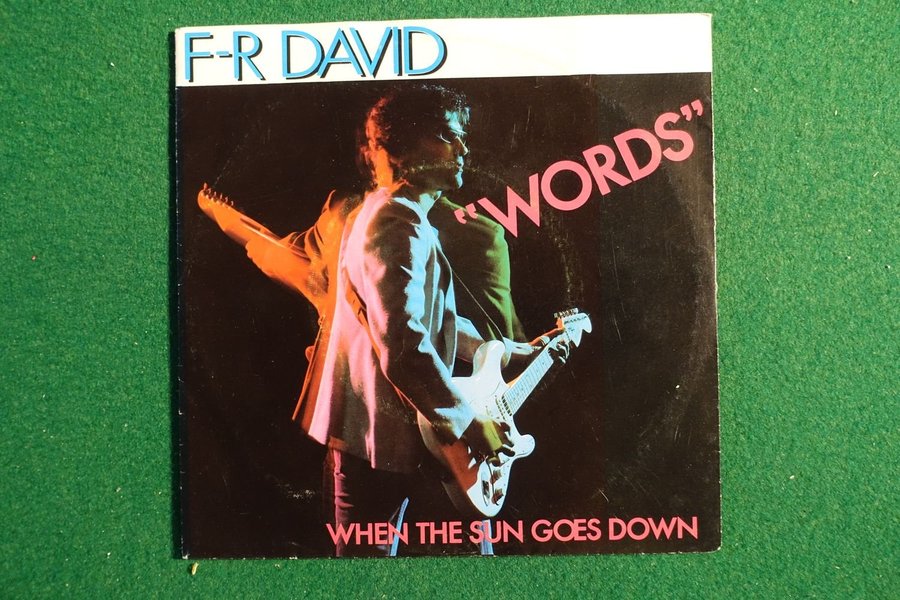 F-R DAVID
“WORDS”
WHEN THE SUN GOES DOWN